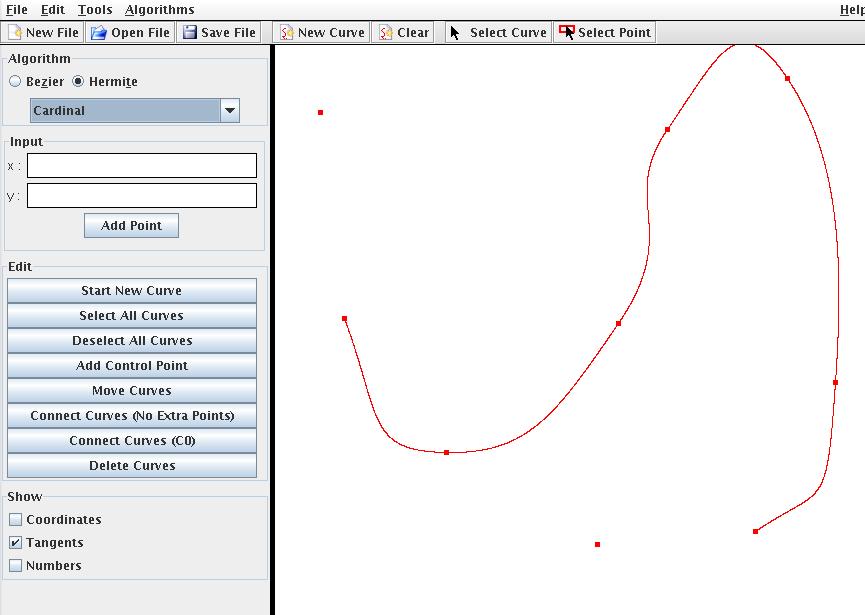 File Edit Tools Algorithms Help
New File Open File Save File New Curve Clear Select Curve Select Point
Algorithm
Bezier Hermite
Cardinal
Input
x :
y :
Add Point
Edit
Start New Curve
Select All Curves
Deselect All Curves
Add Control Point
Move Curves
Connect Curves (No Extra Points)
Connect Curves (C0)
Delete Curves
Show
Coordinates
Tangents
Numbers